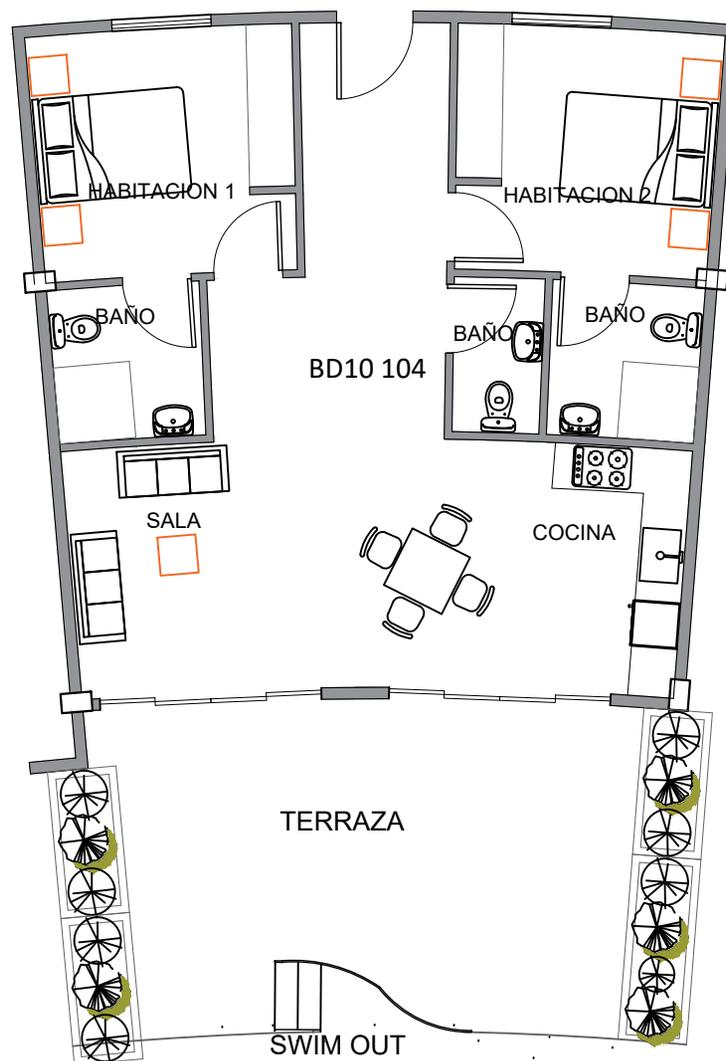 HABITACION 1
HABITACION 2
BAÑO
BAÑO
BAÑO
BD10 104
SALA
COCINA
TERRAZA
SWIM OUT